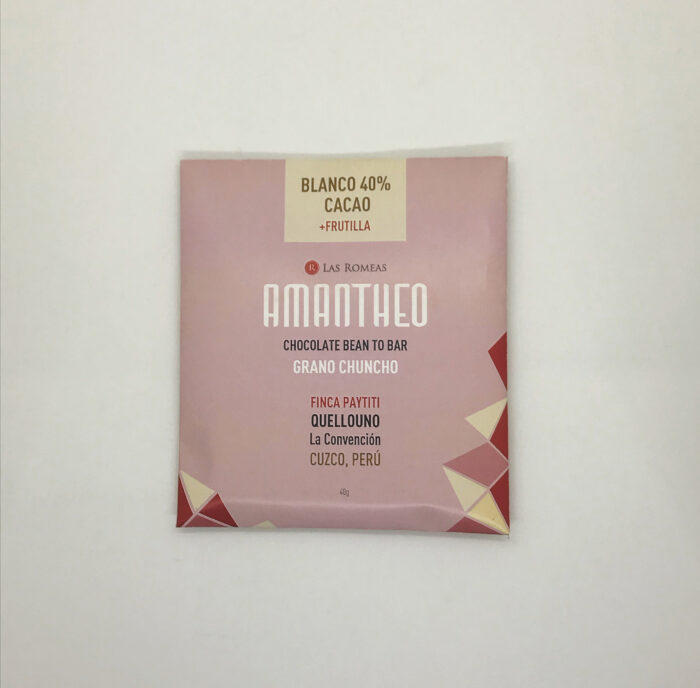 BLANCO 40%
CACAO
+FRUTILLA
R LAS ROMEAS
AMANTHEO
CHOCOLATE BEAN TO BAR
GRANO CHUNCHO
FINCA PAYTITI
QUELLOUNO
La Convención
CUZCO, PERÚ
40g